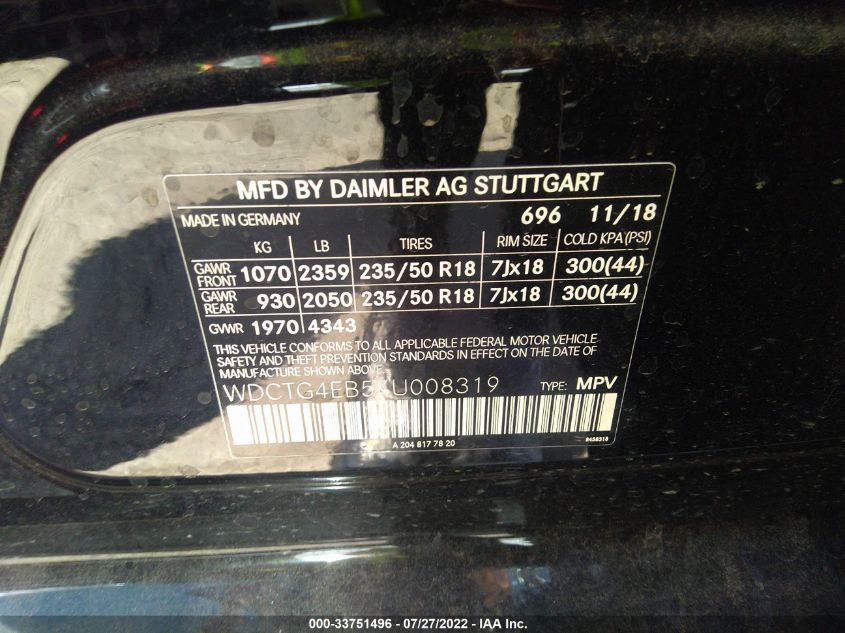 MFD BY DAIMLER AG STUTTGART
MADE IN GERMANY 696 11/18
KG LB TIRES RIM SIZE COLD KPA(PSI)
GAWR FRONT 1070 2359 235/50 R18 7Jx18 300(44)
GAWR REAR 930 2050 235/50 R18 7Jx18 300(44)
GVWR 1970 4343
THIS VEHICLE CONFORMS TO ALL APPLICABLE FEDERAL MOTOR VEHICLE
SAFETY AND THEFT PREVENTION STANDARDS IN EFFECT ON THE DATE OF
MANUFACTURE SHOWN ABOVE.
WDCTG4EB5KU008319 TYPE: MPV
A 204 817 78 20 9458318
000-33751496 - 07/27/2022 - IAA Inc.